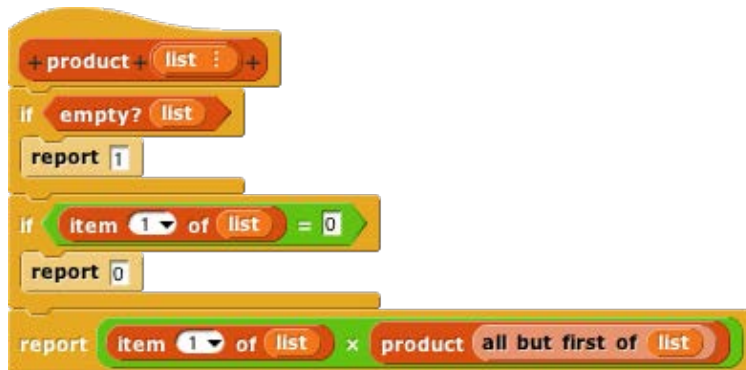 + product + list ⋮ +
if empty? list
report 1
if item 1 ▾ of list = 0
report 0
report item 1 ▾ of list × product all but first of list